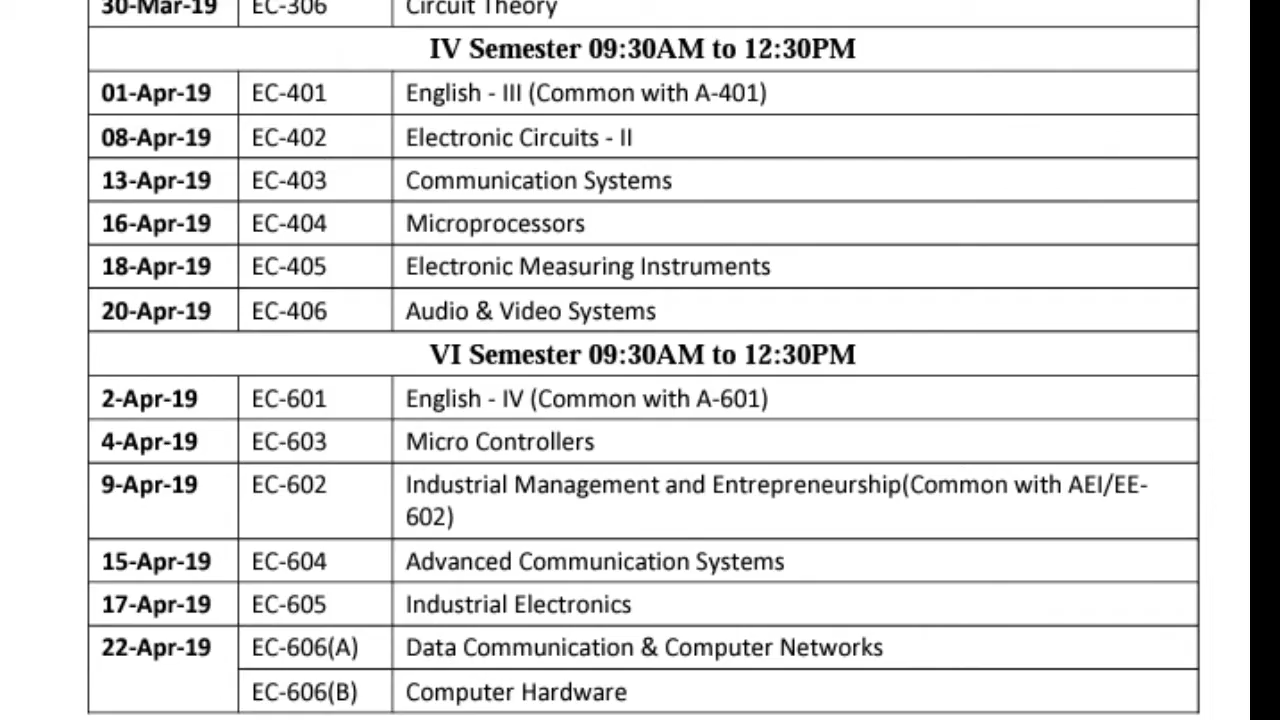 30-Mar-19 EC-306 Circuit Theory
IV Semester 09:30AM to 12:30PM
01-Apr-19 EC-401 English - III (Common with A-401)
08-Apr-19 EC-402 Electronic Circuits - II
13-Apr-19 EC-403 Communication Systems
16-Apr-19 EC-404 Microprocessors
18-Apr-19 EC-405 Electronic Measuring Instruments
20-Apr-19 EC-406 Audio & Video Systems
VI Semester 09:30AM to 12:30PM
2-Apr-19 EC-601 English - IV (Common with A-601)
4-Apr-19 EC-603 Micro Controllers
9-Apr-19 EC-602 Industrial Management and Entrepreneurship(Common with AEI/EE-
602)
15-Apr-19 EC-604 Advanced Communication Systems
17-Apr-19 EC-605 Industrial Electronics
22-Apr-19 EC-606(A) Data Communication & Computer Networks
EC-606(B) Computer Hardware